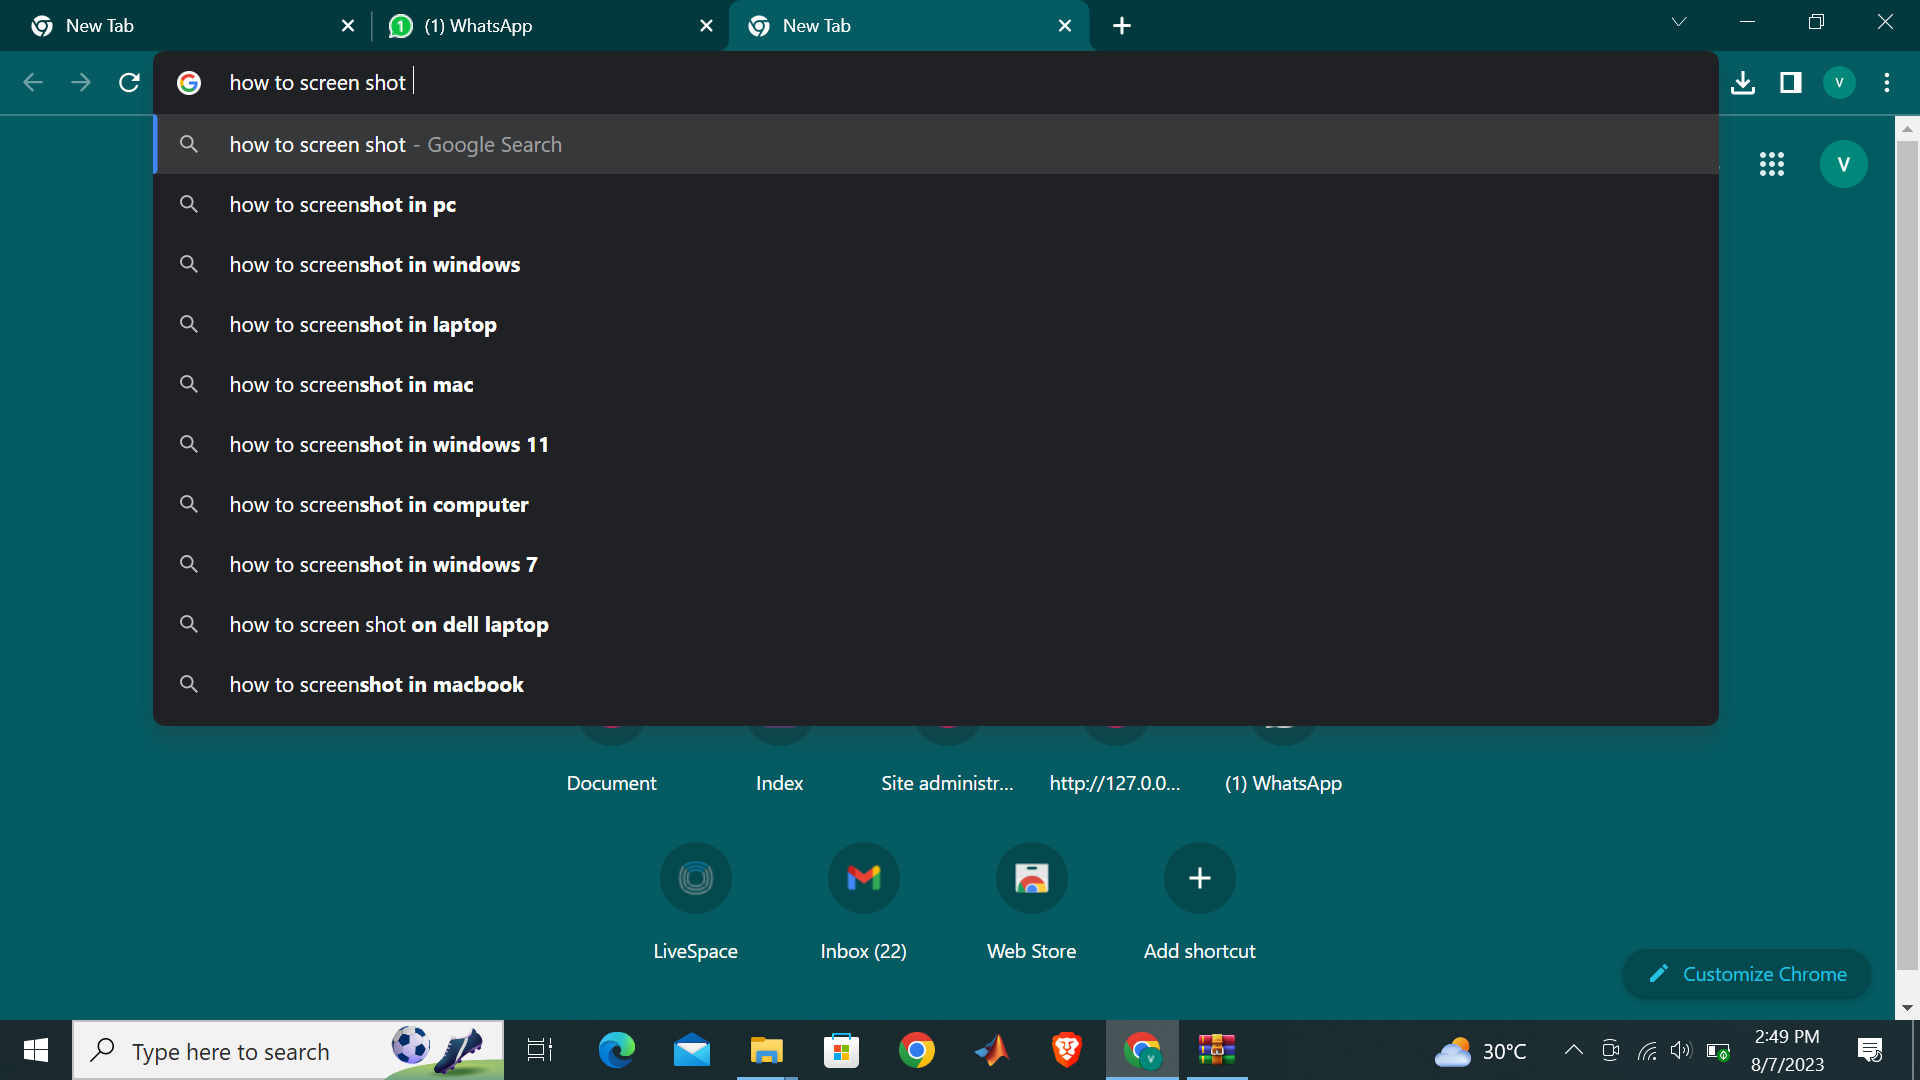 New Tab
(1) WhatsApp
New Tab
how to screen shot
how to screen shot - Google Search
how to screenshot in pc
how to screenshot in windows
how to screenshot in laptop
how to screenshot in mac
how to screenshot in windows 11
how to screenshot in computer
how to screenshot in windows 7
how to screen shot on dell laptop
how to screenshot in macbook
V
V
Document
Index
Site administr...
http://127.0.0...
(1) WhatsApp
LiveSpace
Inbox (22)
Web Store
Add shortcut
Customize Chrome
Type here to search
30°C
2:49 PM
8/7/2023